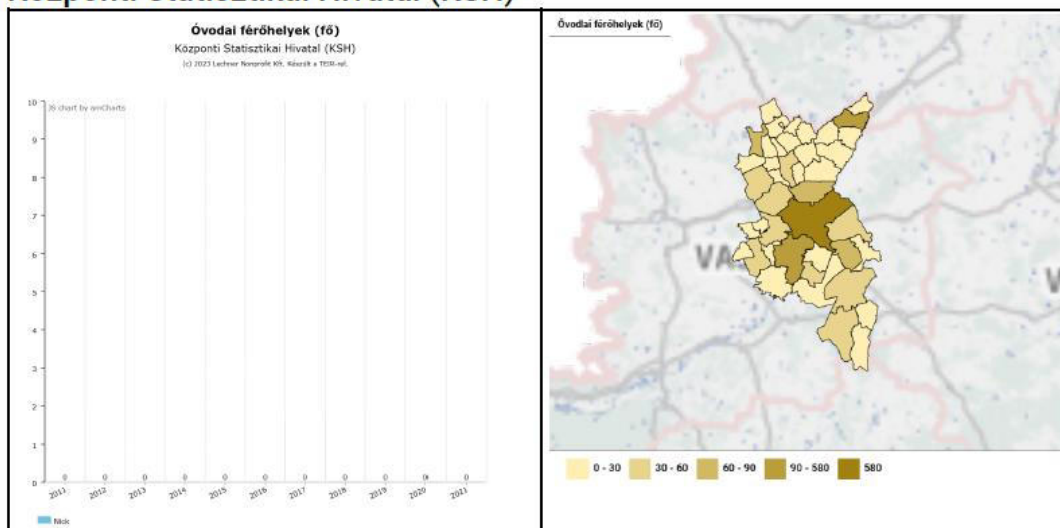 Központi Statisztikai Hivatal (KSH)
Óvodai férőhelyek (fő)
Központi Statisztikai Hivatal (KSH)
(c) 2023 Lechner Nonprofit Kft. Készült a TEIR-rel.
JS chart by amCharts
10
9
8
7
6
5
4
3
2
1
0
0 0 0 0 0 0 0 0 0 0 0
2011 2012 2013 2014 2015 2016 2017 2018 2019 2020 2021
Nick
Óvodai férőhelyek (fő)
VAS
V
0 - 30 30 - 60 60 - 90 90 - 580 580